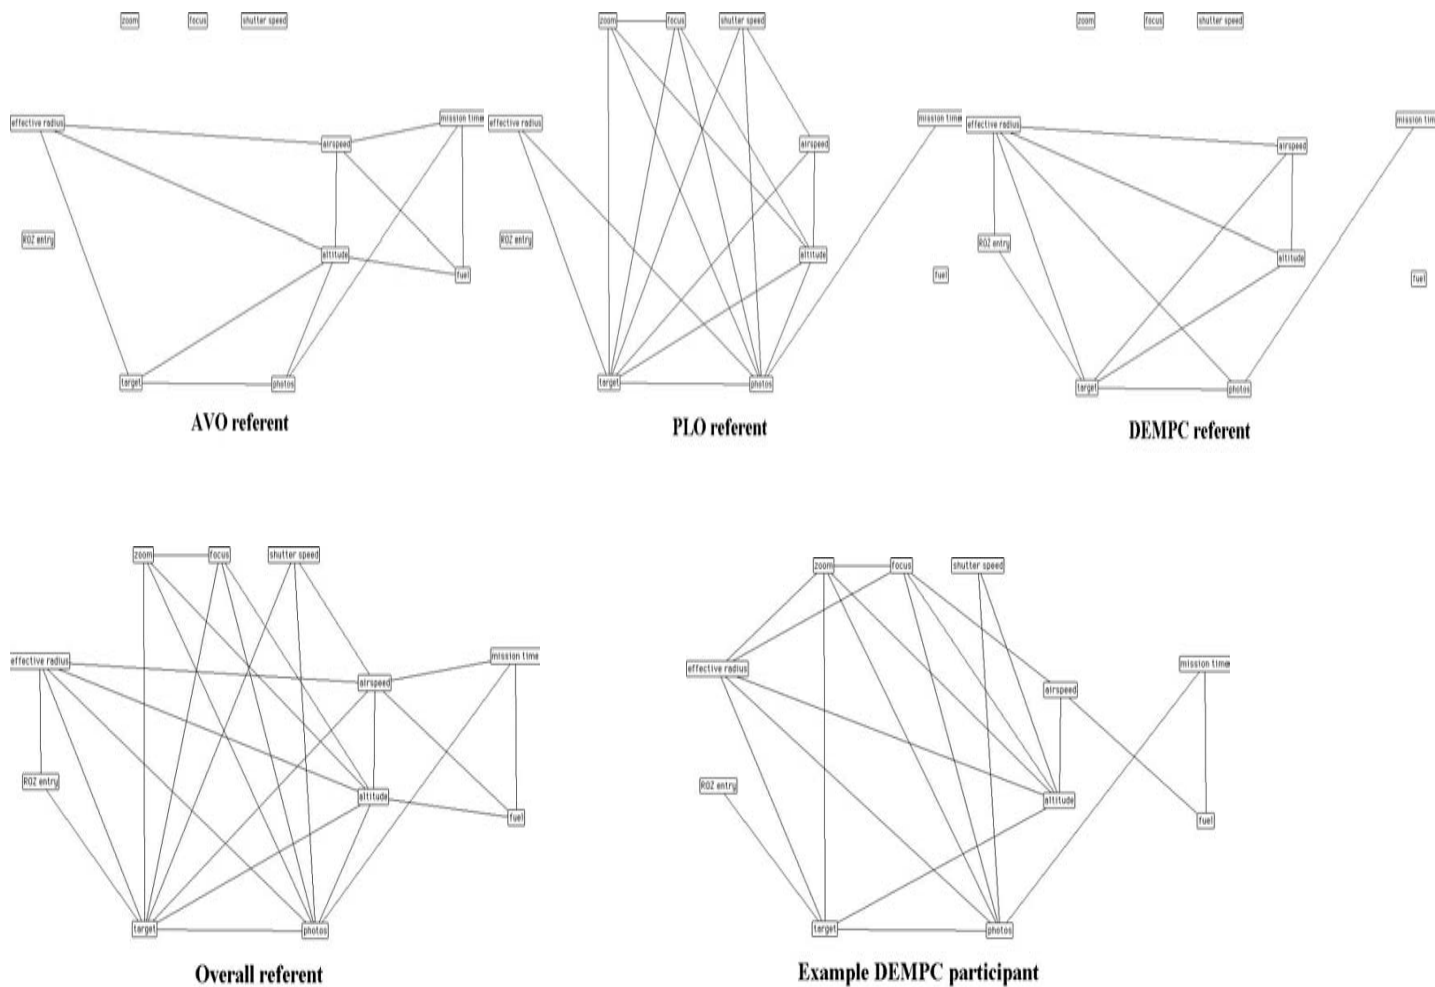 zoom focus shutter speed
effective radius
mission time
airspeed
ROZ entry
altitude
fuel
target photos
AVO referent
zoom focus shutter speed
effective radius
mission time
airspeed
ROZ entry
altitude
fuel
target photos
PLO referent
zoom focus shutter speed
effective radius
mission time
airspeed
ROZ entry
altitude
fuel
target photos
DEMPC referent
zoom focus shutter speed
effective radius
mission time
airspeed
ROZ entry
altitude
fuel
target photos
Overall referent
zoom focus shutter speed
effective radius
mission time
airspeed
ROZ entry
altitude
fuel
target photos
Example DEMPC participant